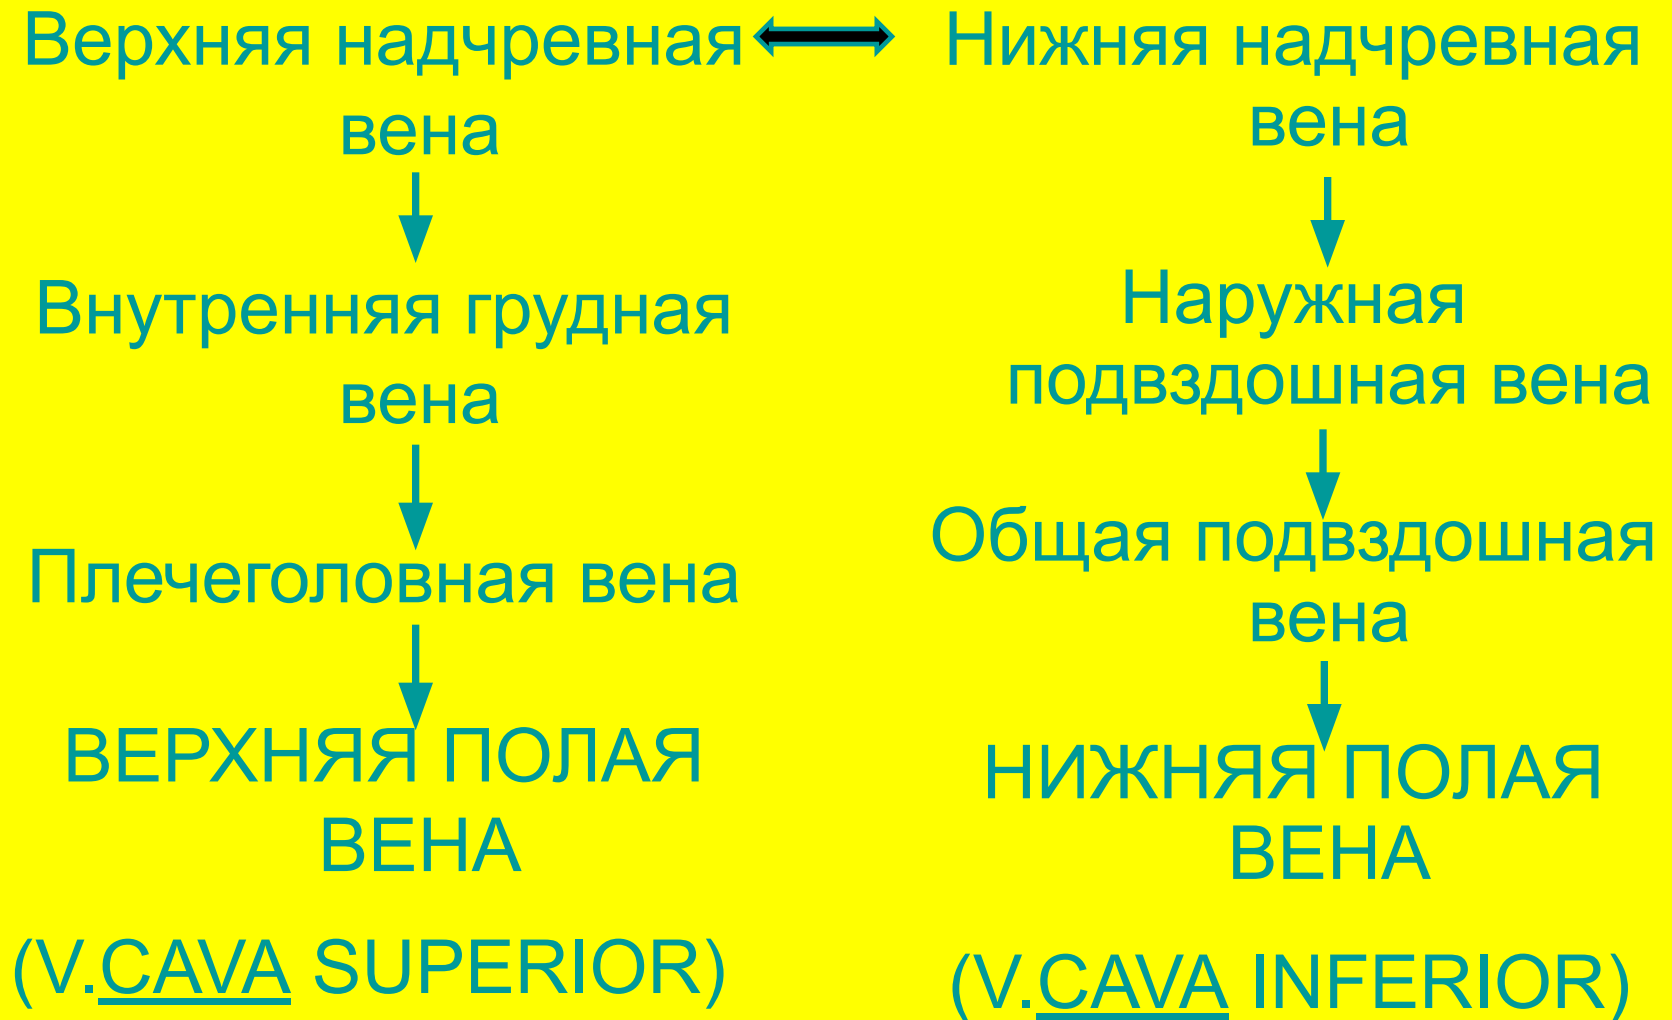 Верхняя надчревная
вена
Внутренняя грудная
вена
Плечеголовная вена
ВЕРХНЯЯ ПОЛАЯ
ВЕНА
(V.CAVA SUPERIOR)
Нижняя надчревная
вена
Наружная
подвздошная вена
Общая подвздошная
вена
НИЖНЯЯ ПОЛАЯ
ВЕНА
(V.CAVA INFERIOR)